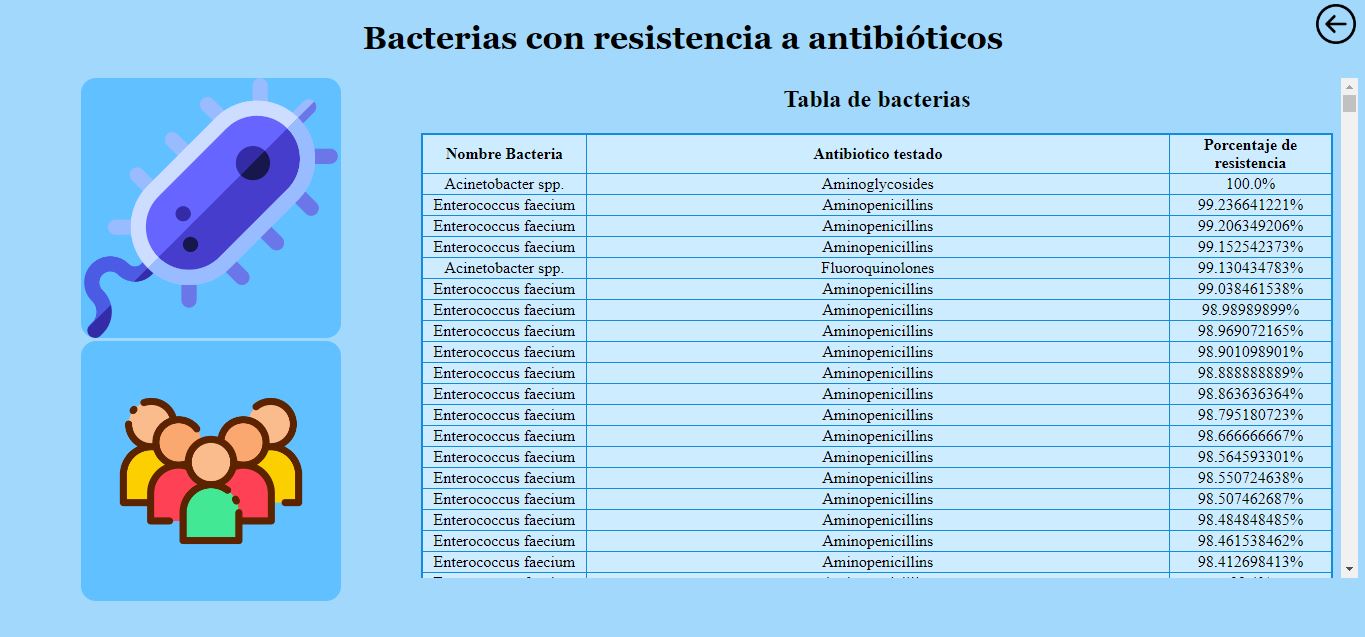 Bacterias con resistencia a antibióticos
Tabla de bacterias
Nombre Bacteria Antibiotico testado Porcentaje de
resistencia
Acinetobacter spp. Aminoglycosides 100.0%
Enterococcus faecium Aminopenicillins 99.236641221%
Enterococcus faecium Aminopenicillins 99.206349206%
Enterococcus faecium Aminopenicillins 99.152542373%
Acinetobacter spp. Fluoroquinolones 99.130434783%
Enterococcus faecium Aminopenicillins 99.038461538%
Enterococcus faecium Aminopenicillins 98.98989899%
Enterococcus faecium Aminopenicillins 98.969072165%
Enterococcus faecium Aminopenicillins 98.901098901%
Enterococcus faecium Aminopenicillins 98.888888889%
Enterococcus faecium Aminopenicillins 98.863636364%
Enterococcus faecium Aminopenicillins 98.795180723%
Enterococcus faecium Aminopenicillins 98.666666667%
Enterococcus faecium Aminopenicillins 98.564593301%
Enterococcus faecium Aminopenicillins 98.550724638%
Enterococcus faecium Aminopenicillins 98.507462687%
Enterococcus faecium Aminopenicillins 98.484848485%
Enterococcus faecium Aminopenicillins 98.461538462%
Enterococcus faecium Aminopenicillins 98.412698413%